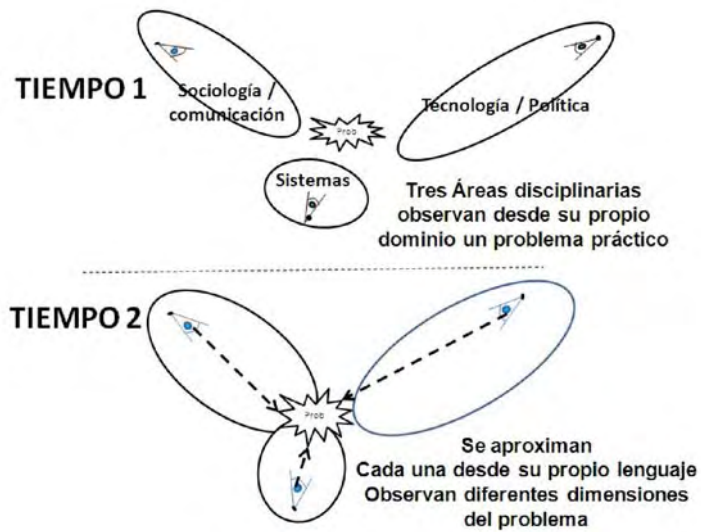 TIEMPO 1
Sociología /
comunicación
Prob
Tecnología / Política
Sistemas
Tres Áreas disciplinarias
observan desde su propio
dominio un problema práctico
TIEMPO 2
Prob
Se aproximan
Cada una desde su propio lenguaje
Observan diferentes dimensiones
del problema